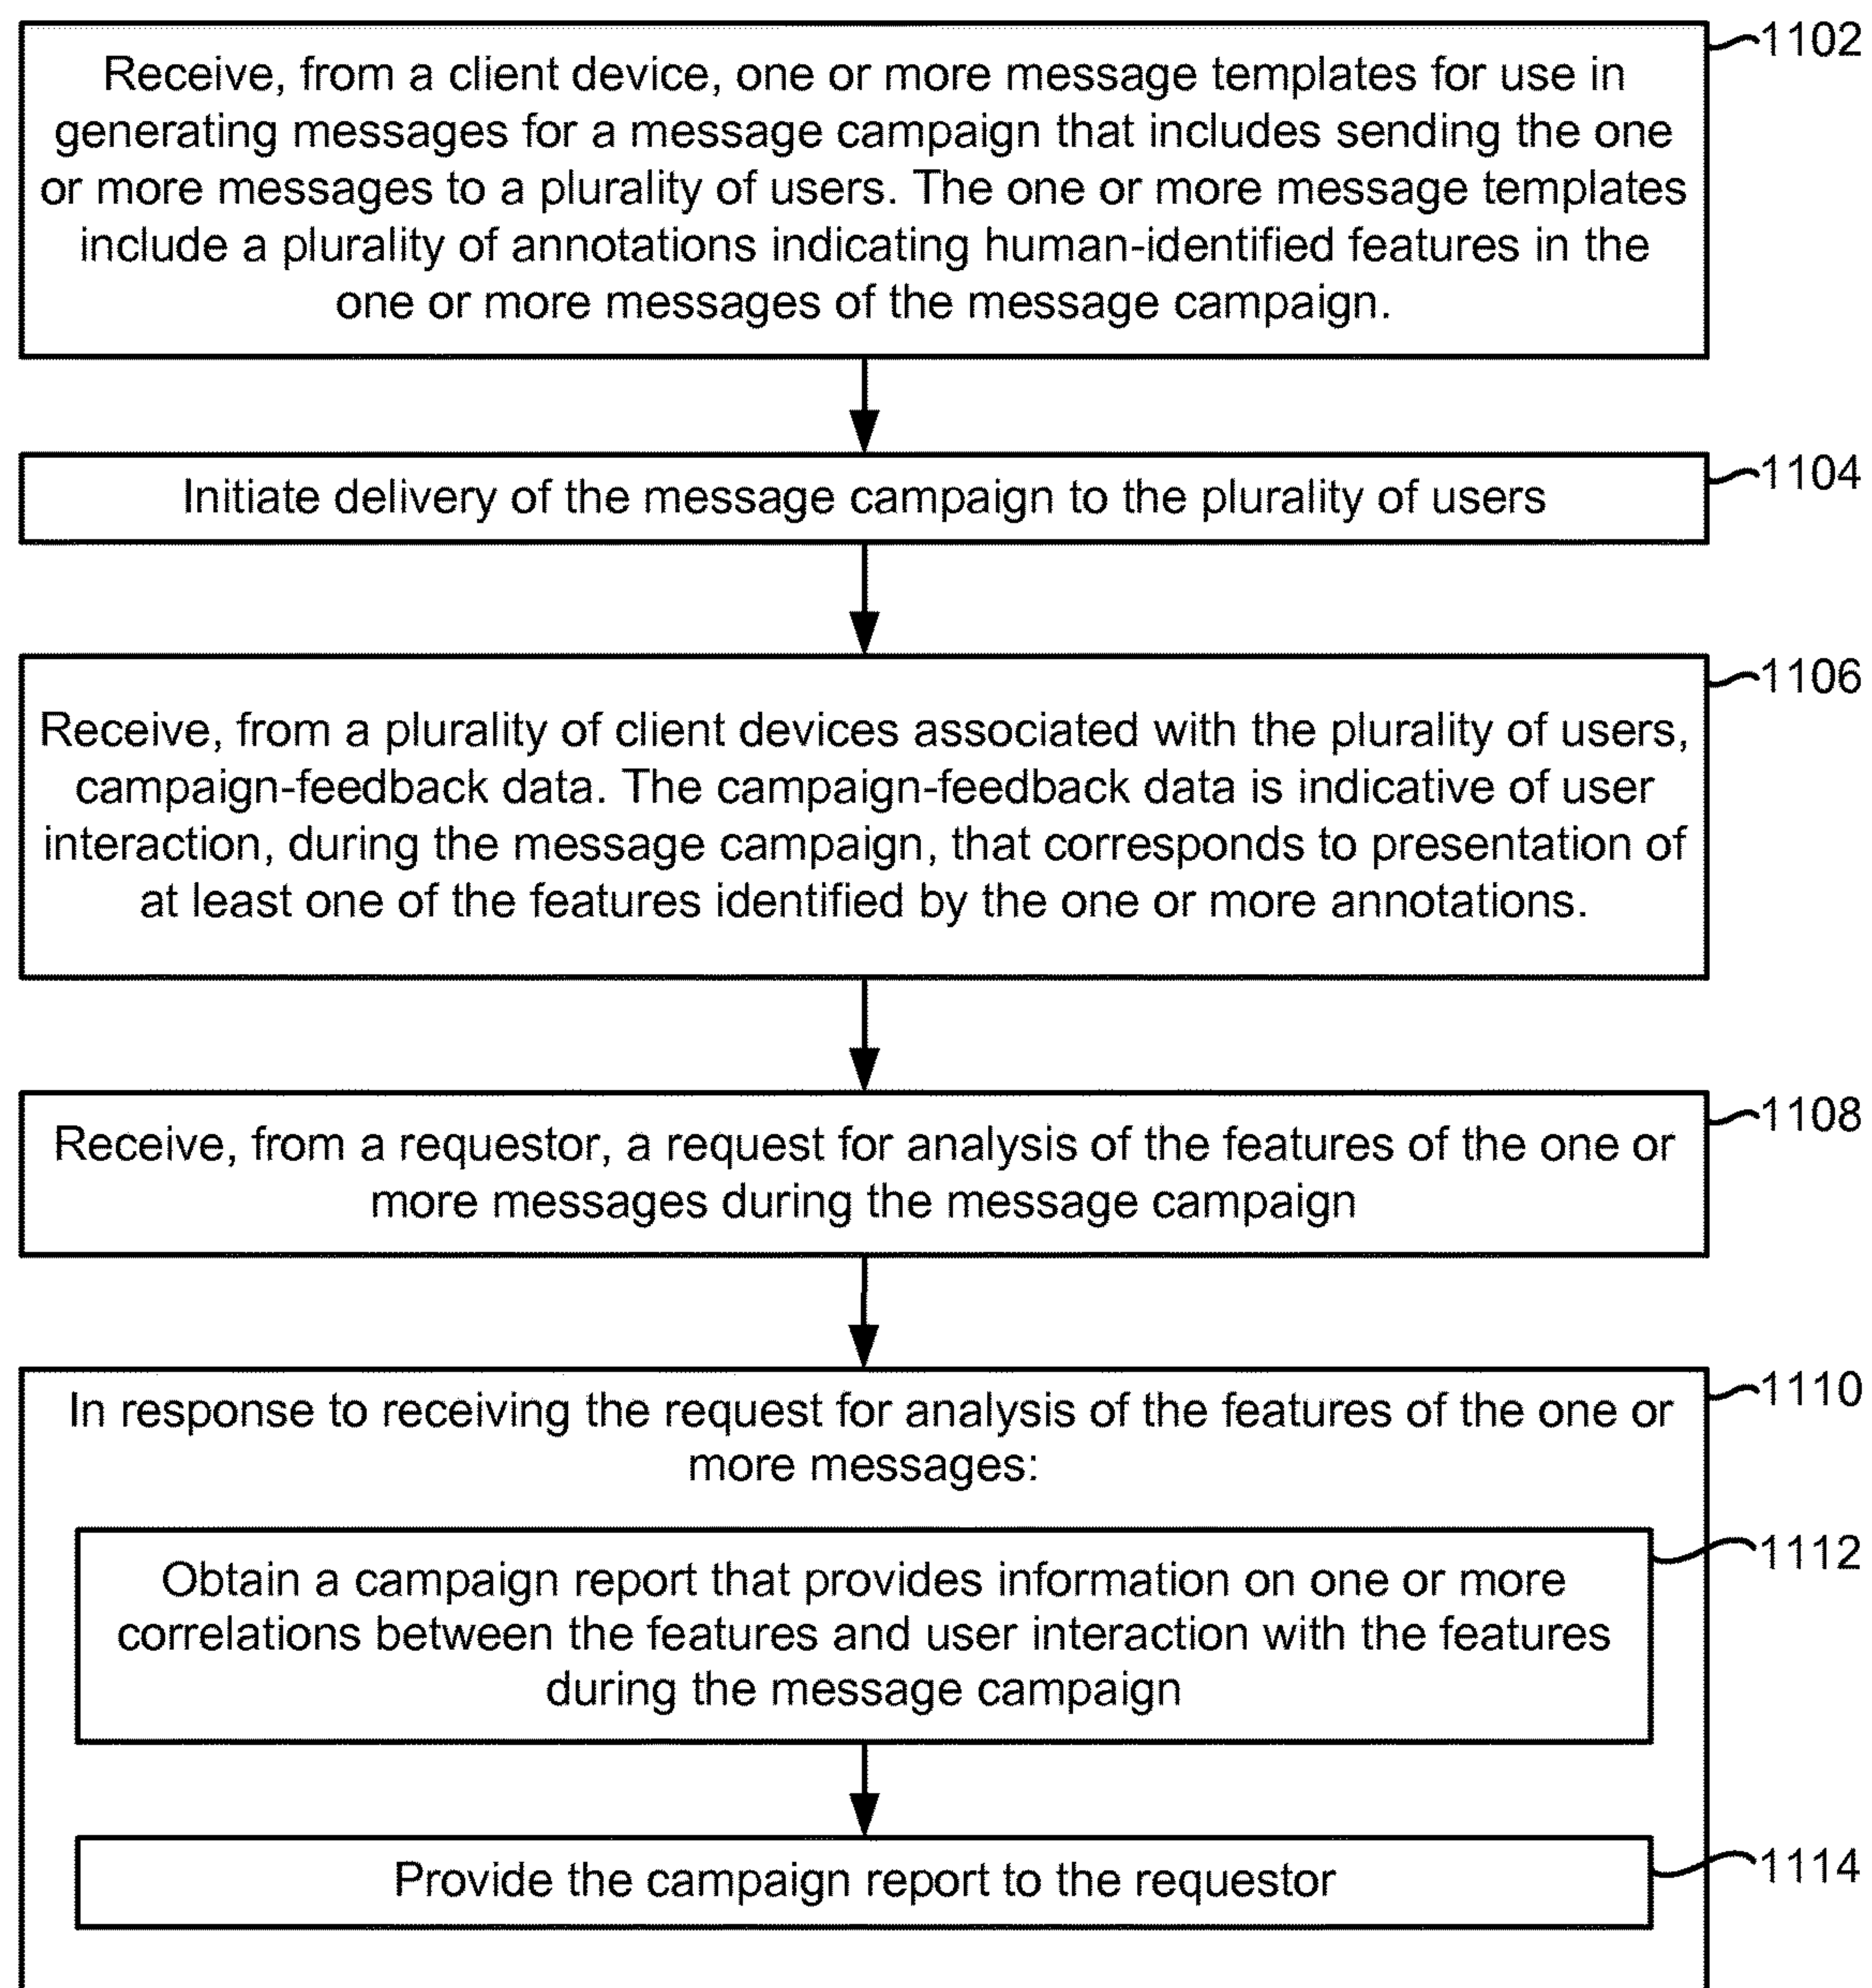 1102
Receive, from a client device, one or more message templates for use in
generating messages for a message campaign that includes sending the one
or more messages to a plurality of users. The one or more message templates
include a plurality of annotations indicating human-identified features in the
one or more messages of the message campaign.
1104
Initiate delivery of the message campaign to the plurality of users
1106
Receive, from a plurality of client devices associated with the plurality of users,
campaign-feedback data. The campaign-feedback data is indicative of user
interaction, during the message campaign, that corresponds to presentation of
at least one of the features identified by the one or more annotations.
1108
Receive, from a requestor, a request for analysis of the features of the one or
more messages during the message campaign
1110
In response to receiving the request for analysis of the features of the one or
more messages:
1112
Obtain a campaign report that provides information on one or more
correlations between the features and user interaction with the features
during the message campaign
1114
Provide the campaign report to the requestor